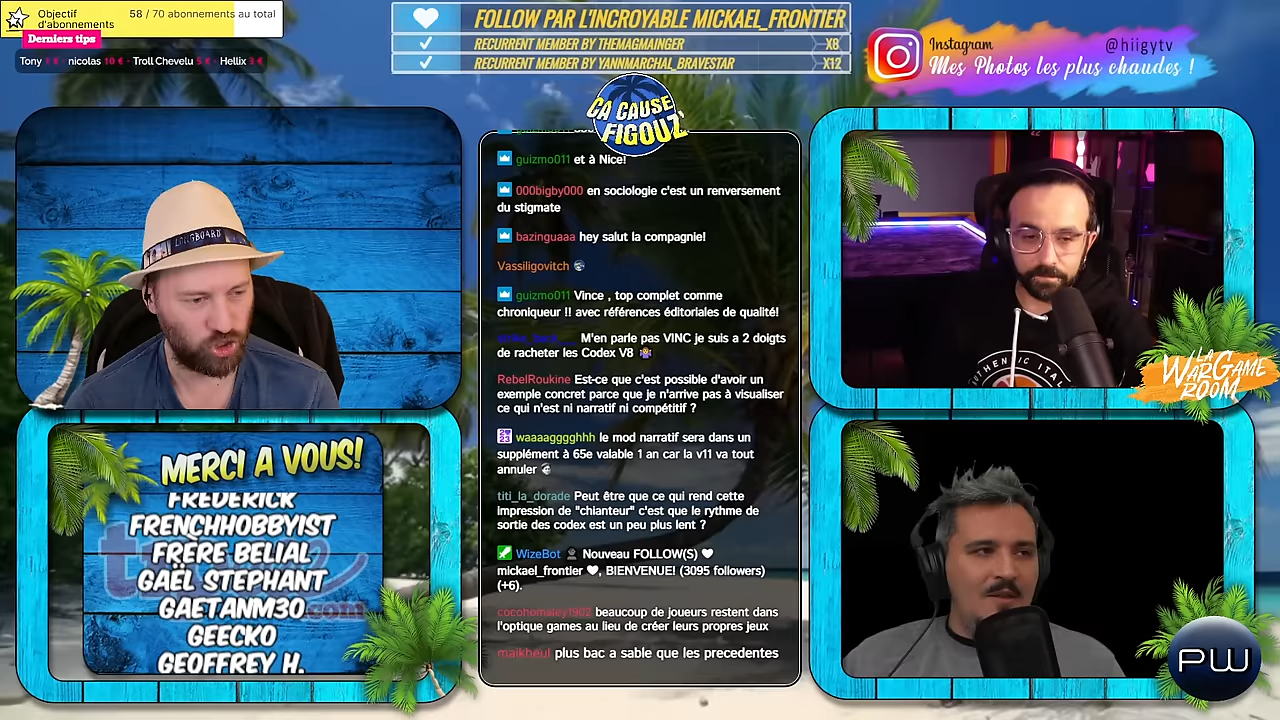 Objectif
d'abonnements
58 / 70 abonnements au total
Derniers tips
Tony 5 € - nicolas 10 € - Troll Chevelu 5 € - Hellix 3 €
FOLLOW PAR L'INCROYABLE MICKAEL_FRONTIER
RECURRENT MEMBER BY THEMAGMAINGER X8
RECURRENT MEMBER BY YANNMARCHAL_BRAVESTAR X12
Instagram
@hiigytv
Mes Photos les plus chaudes !
ÇA CAUSE
FIGOUZ'
guizmo011 et à Nice!
000bigby000 en sociologie c'est un renversement
du stigmate
bazinguaaa hey salut la compagnie!
Vassiligovitch
guizmo011 Vince , top complet comme
chroniqueur !! avec références éditoriales de qualité!
M'en parle pas VINC je suis a 2 doigts
de racheter les Codex V8
RebelRoukine Est-ce que c'est possible d'avoir un
exemple concret parce que je n'arrive pas à visualiser
ce qui n'est ni narratif ni compétitif ?
waaaaggghhh le mod narratif sera dans un
supplément à 65e valable 1 an car la v11 va tout
annuler
titi_la_dorade Peut être que ce qui rend cette
impression de "chianteur" c'est que le rythme de
sortie des codex est un peu plus lent ?
WizeBot Nouveau FOLLOW(S)
mickael_frontier , BIENVENUE! (3095 followers)
(+6).
cocohomaley1902 beaucoup de joueurs restent dans
l'optique games au lieu de créer leurs propres jeux
maikheul plus bac a sable que les precedentes
LONGBOARD
MERCI A VOUS!
FREDERICK
FRENCHHOBBYIST
FRÈRE BELIAL
GAËL STEPHANT
GAETANM30
GEECKO
GEOFFREY H.
.com
LA
WARGAME
ROOM
PW